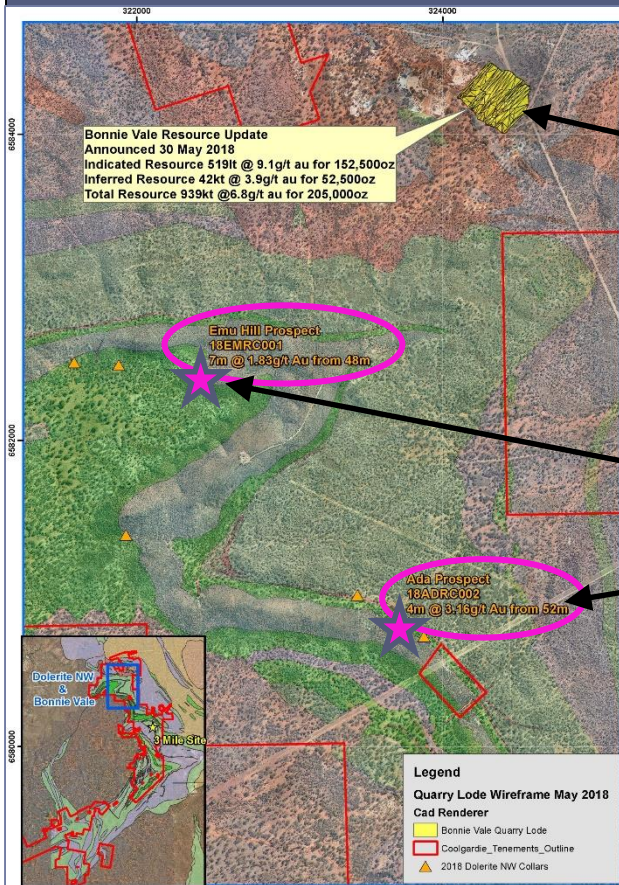 322000
324000
6584000
Bonnie Vale Resource Update
Announced 30 May 2018
Indicated Resource 519lt @ 9.1g/t au for 152,500oz
Inferred Resource 42kt @ 3.9g/t au for 52,500oz
Total Resource 939kt @6.8g/t au for 205,000oz
Emu Hill Prospect
18EMRC001
7m @ 1.83g/t Au from 48m
6582000
Ada Prospect
18ADRC002
4m @ 3-16g/t Au from 52m
Dolerite NW
&
Bonnie Vale
3 Mile Site
6580000
Legend
Quarry Lode Wireframe May 2018
Cad Renderer
Bonnie Vale Quarry Lode
Coolgardie_Tenements_Outline
2018 Dolerite NW Collars